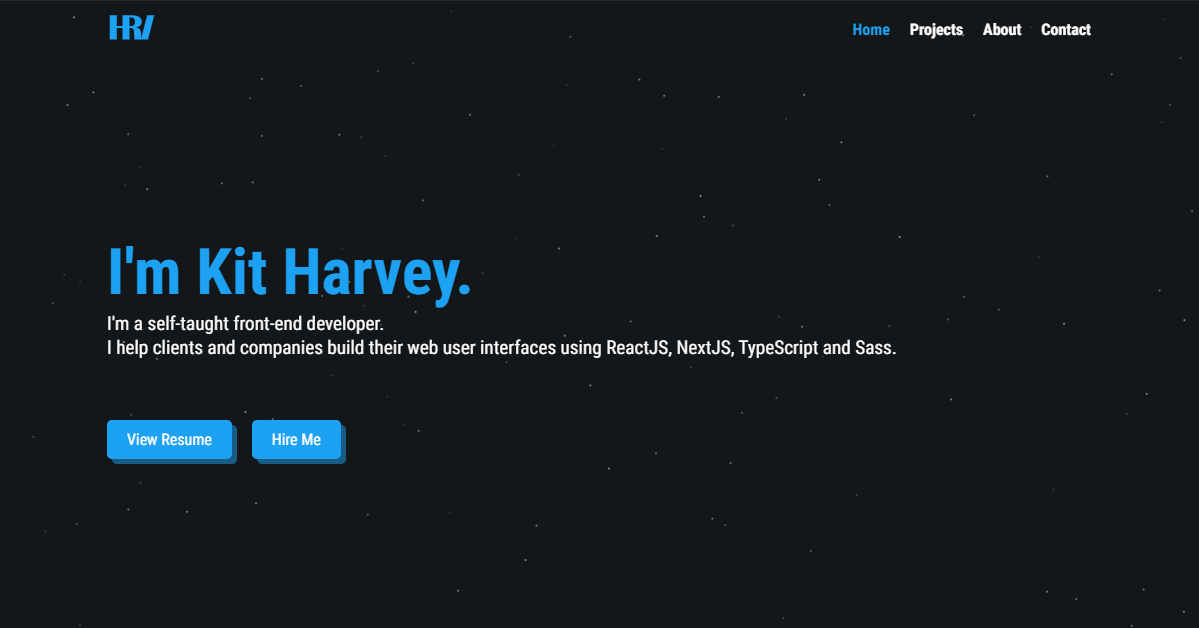 HRV
Home Projects About Contact
I'm Kit Harvey.
I'm a self-taught front-end developer.
I help clients and companies build their web user interfaces using ReactJS, NextJS, TypeScript and Sass.
View Resume Hire Me